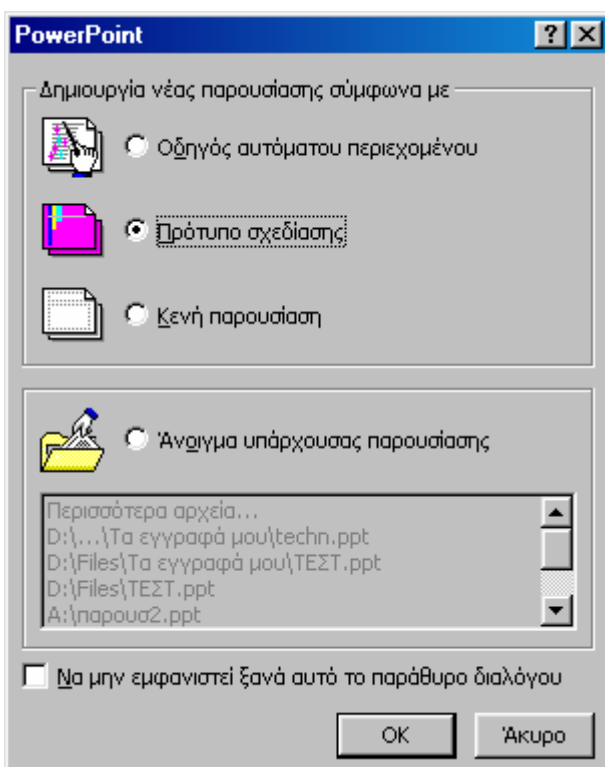 PowerPoint
Δημιουργία νέας παρουσίασης σύμφωνα με
Οδηγός αυτόματου περιεχομένου
Πρότυπο σχεδίασης
Κενή παρουσίαση
Άνοιγμα υπάρχουσας παρουσίασης
Περισσότερα αρχεία...
D:\...\Τα εγγραφά μου\techn.ppt
D:\Files\Τα εγγραφά μου\ΤΕΣΤ.ppt
D:\Files\ΤΕΣΤ.ppt
A:\παρουσ2.ppt
Να μην εμφανιστεί ξανά αυτό το παράθυρο διαλόγου
OK Άκυρο